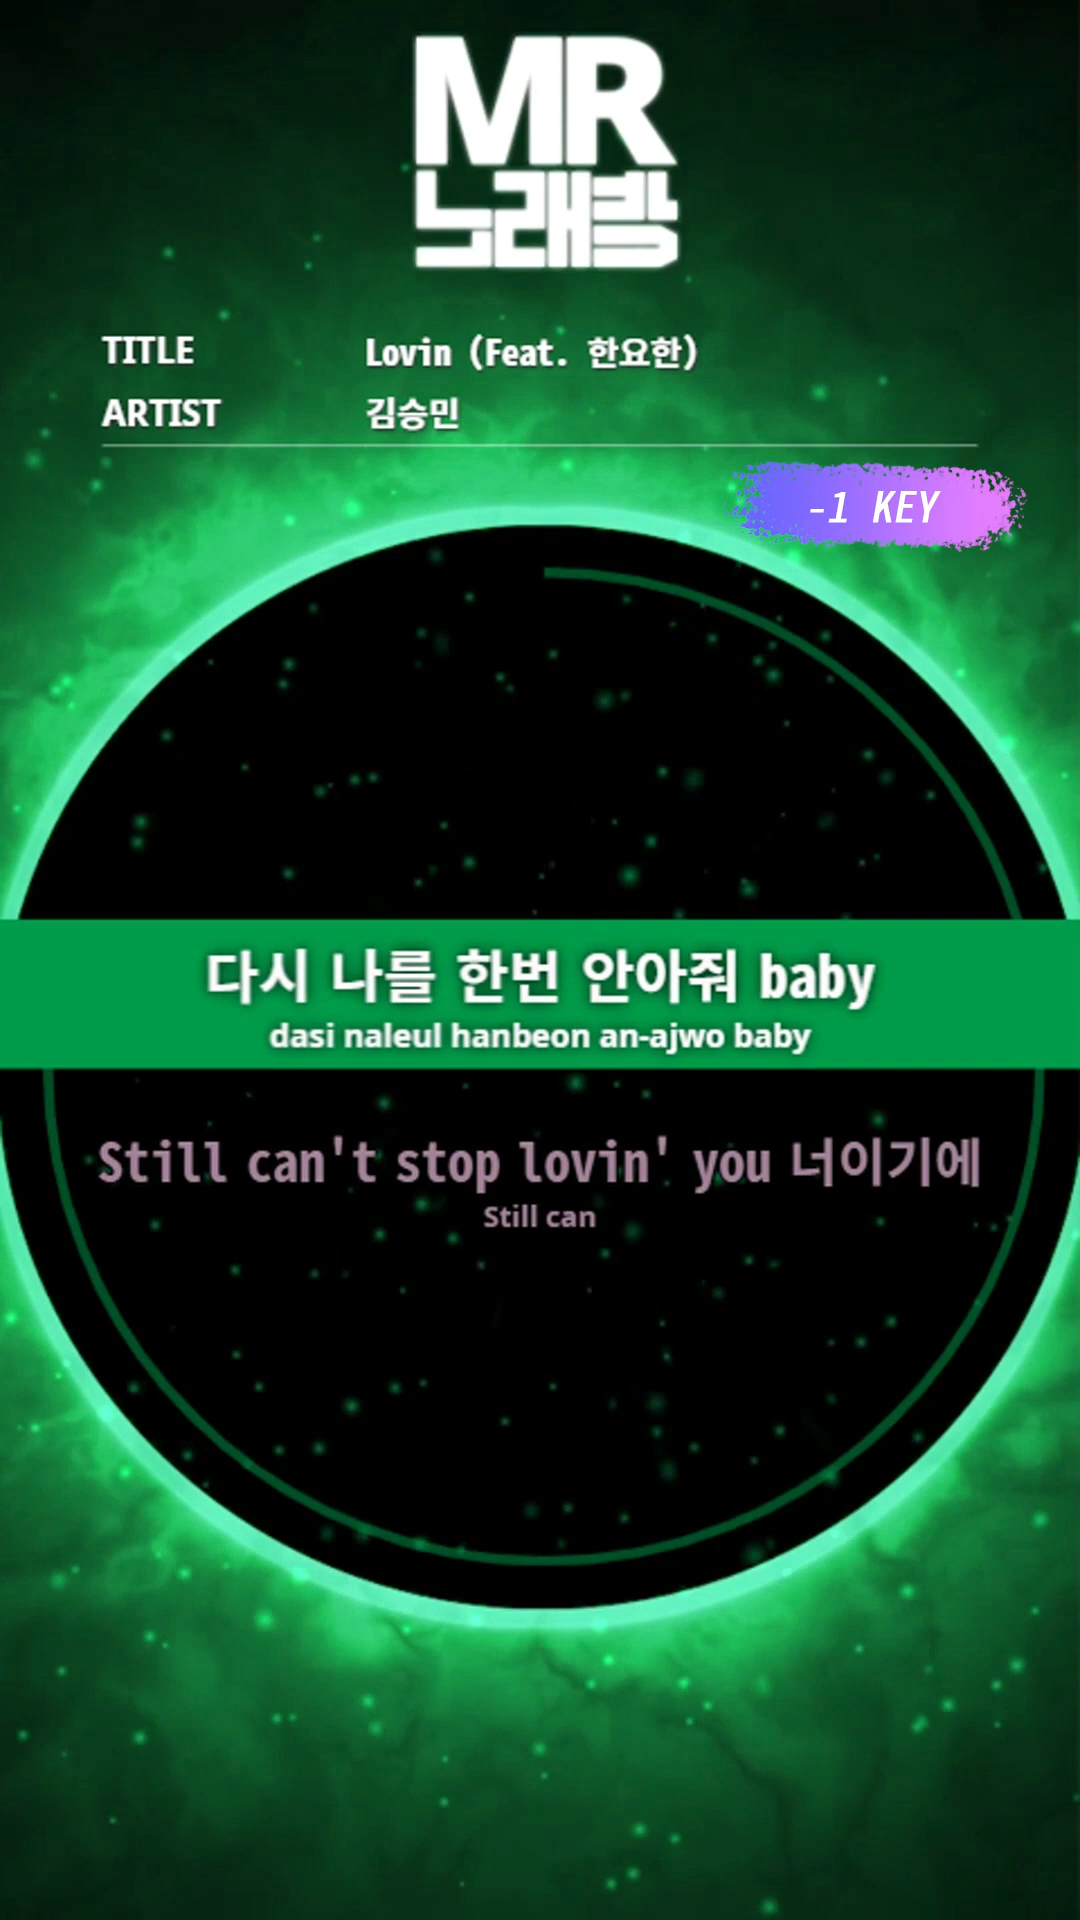 MR
노래방
TITLE Lovin (Feat. 한요한)
ARTIST 김승민
-1 KEY
다시 나를 한번 안아줘 baby
dasi naleul hanbeon an-ajwo baby
Still can't stop lovin' you 너이기에
Still can